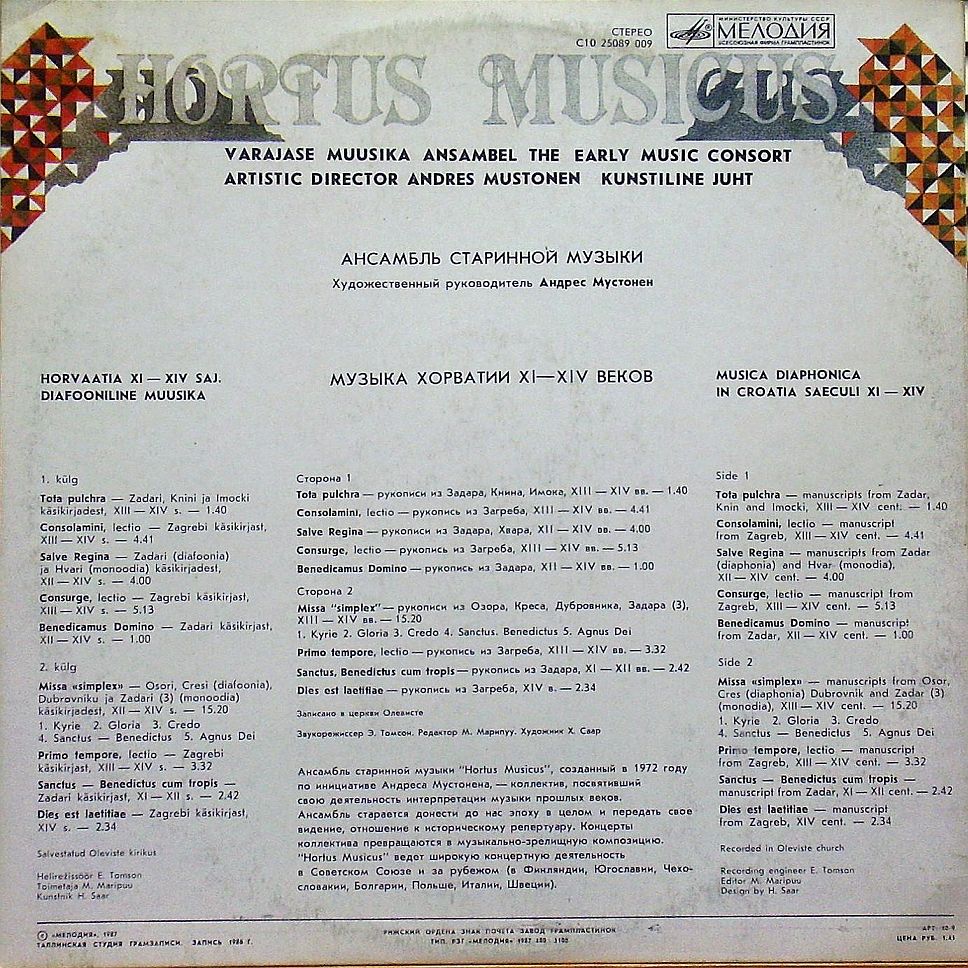 СТЕРЕО
С10 25089 009
МИНИСТЕРСТВО КУЛЬТУРЫ СССР
МЕЛОДИЯ
ВСЕСОЮЗНАЯ ФИРМА ГРАМПЛАСТИНОК
HORTUS MUSICUS
VARAJASE MUUSIKA ANSAMBEL THE EARLY MUSIC CONSORT
ARTISTIC DIRECTOR ANDRES MUSTONEN KUNSTILINE JUHT
АНСАМБЛЬ СТАРИННОЙ МУЗЫКИ
Художественный руководитель Андрес Мустонен
HORVAATIA XI — XIV SAJ.
DIAFOONILINE MUUSIKA
1. külg
Tota pulchra — Zadari, Knini ja Imocki
käsikirjadest, XIII — XIV s. — 1.40
Consolamini, lectio — Zagrebi käsikirjast,
XIII — XIV s. — 4.41
Salve Regina — Zadari (diafoonia)
ja Hvari (monoodia) käsikirjadest,
XII — XIV s. — 4.00
Consurge, lectio — Zagrebi käsikirjast,
XIII — XIV s. — 5.13
Benedicamus Domino — Zadari käsikirjast,
XII — XIV s. — 1.00
2. külg
Missa «simplex» — Osori, Cresi (diafoonia),
Dubrovniku ja Zadari (3) (monoodia)
käsikirjadest, XII — XIV s. — 15.20
1. Kyrie 2. Gloria 3. Credo
4. Sanctus — Benedictus 5. Agnus Dei
Primo tempore, lectio — Zagrebi
käsikirjast, XIII — XIV s. — 3.32
Sanctus — Benedictus cum tropis —
Zadari käsikirjast, XI — XII s. — 2.42
Dies est laetitiae — Zagrebi käsikirjast,
XIV s. — 2.34
Salvestatud Oleviste kirikus
Helirežissöör E. Tomson
Toimetaja M. Maripuu
Kunstnik H. Saar
МУЗЫКА ХОРВАТИИ XI—XIV ВЕКОВ
Сторона 1
Tota pulchra — рукописи из Задара, Книна, Имока, XIII — XIV вв. — 1.40
Consolamini, lectio — рукопись из Загреба, XIII — XIV вв. — 4.41
Salve Regina — рукописи из Задара, Хвара, XII — XIV вв. — 4.00
Consurge, lectio — рукопись из Загреба, XIII — XIV вв. — 5.13
Benedicamus Domino — рукопись из Задара, XII — XIV вв. — 1.00
Сторона 2
Missa "simplex" — рукописи из Озора, Креса, Дубровника, Задара (3),
XIII — XIV вв. — 15.20
1. Kyrie 2. Gloria 3. Credo 4. Sanctus. Benedictus 5. Agnus Dei
Primo tempore, lectio — рукопись из Загреба, XIII — XIV вв. — 3.32
Sanctus, Benedictus cum tropis — рукопись из Задара, XI — XII вв. — 2.42
Dies est laetitiae — рукопись из Загреба, XIV в. — 2.34
Записано в церкви Олевисте
Звукорежиссер Э. Томсон. Редактор М. Марипуу. Художник Х. Саар
Ансамбль старинной музыки "Hortus Musicus", созданный в 1972 году
по инициативе Андреса Мустонена, — коллектив, посвятивший
свою деятельность интерпретации музыки прошлых веков.
Ансамбль старается донести до нас эпоху в целом и передать свое
видение, отношение к историческому репертуару. Концерты
коллектива превращаются в музыкально-зрелищную композицию.
"Hortus Musicus" ведет широкую концертную деятельность
в Советском Союзе и за рубежом (в Финляндии, Югославии, Чехо-
словакии, Болгарии, Польше, Италии, Швеции).
MUSICA DIAPHONICA
IN CROATIA SAECULI XI — XIV
Side 1
Tota pulchra — manuscripts from Zadar,
Knin and Imocki, XIII — XIV cent. — 1.40
Consolamini, lectio — manuscript
from Zagreb, XIII — XIV cent. — 4.41
Salve Regina — manuscripts from Zadar
(diaphonia) and Hvar (monodia),
XII — XIV cent. — 4.00
Consurge, lectio — manuscript from
Zagreb, XIII — XIV cent. — 5.13
Benedicamus Domino — manuscript
from Zadar, XII — XIV cent. — 1.00
Side 2
Missa «simplex» — manuscripts from Osor,
Cres (diaphonia) Dubrovnik and Zadar (3)
(monodia), XIII — XIV cent. — 15.20
1. Kyrie 2. Gloria 3. Credo
4. Sanctus — Benedictus 5. Agnus Dei
Primo tempore, lectio — manuscript
from Zagreb, XIII — XIV cent. — 3.32
Sanctus — Benedictus cum tropis —
manuscript from Zadar, XI — XII cent. — 2.42
Dies est laetitiae — manuscript
from Zagreb, XIV cent. — 2.34
Recorded in Oleviste church
Recording engineer E. Tomson
Editor M. Maripuu
Design by H. Saar
© «МЕЛОДИЯ», 1987
ТАЛЛИНСКАЯ СТУДИЯ ГРАМЗАПИСИ. ЗАПИСЬ 1986 Г.
РИЖСКИЙ ОРДЕНА ЗНАК ПОЧЕТА ЗАВОД ГРАМПЛАСТИНОК
ТИП. РЗГ «МЕЛОДИЯ» 1987
АРТ.
ЦЕНА РУБ. 1.45